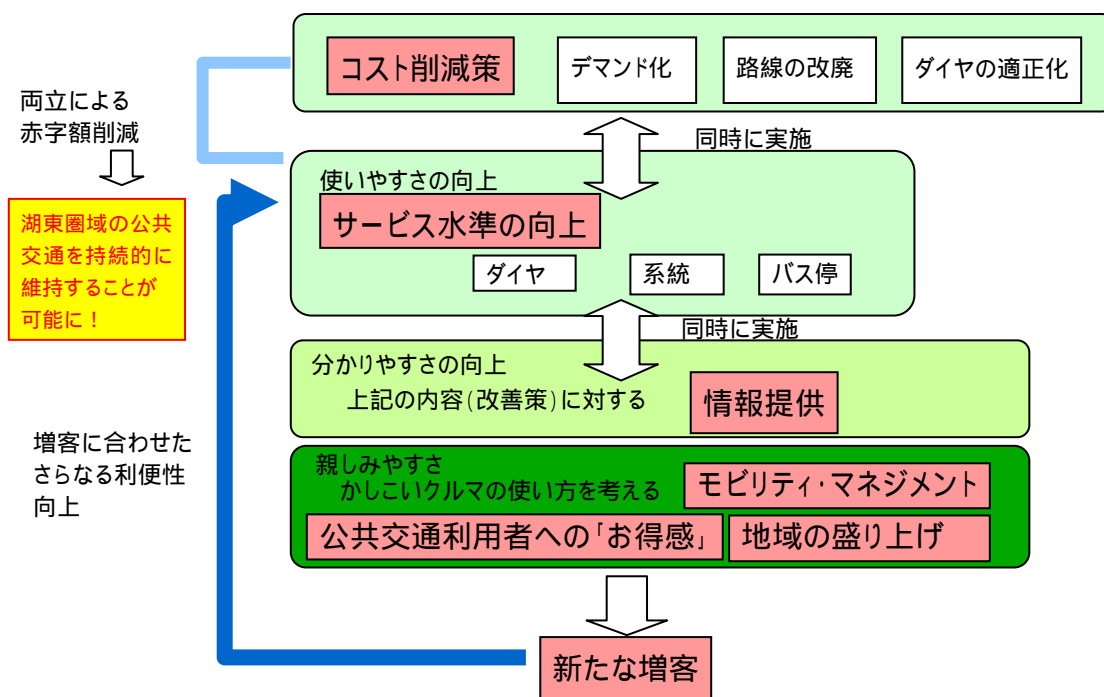 コスト削減策
デマンド化
路線の改廃
ダイヤの適正化
両立による
赤字額削減
同時に実施
湖東圏域の公共
交通を持続的に
維持することが
可能に！
使いやすさの向上
サービス水準の向上
ダイヤ
系統
バス停
同時に実施
分かりやすさの向上
上記の内容(改善策)に対する
情報提供
増客に合わせた
さらなる利便性
向上
親しみやすさ
かしこいクルマの使い方を考える
モビリティ・マネジメント
公共交通利用者への「お得感」
地域の盛り上げ
新たな増客